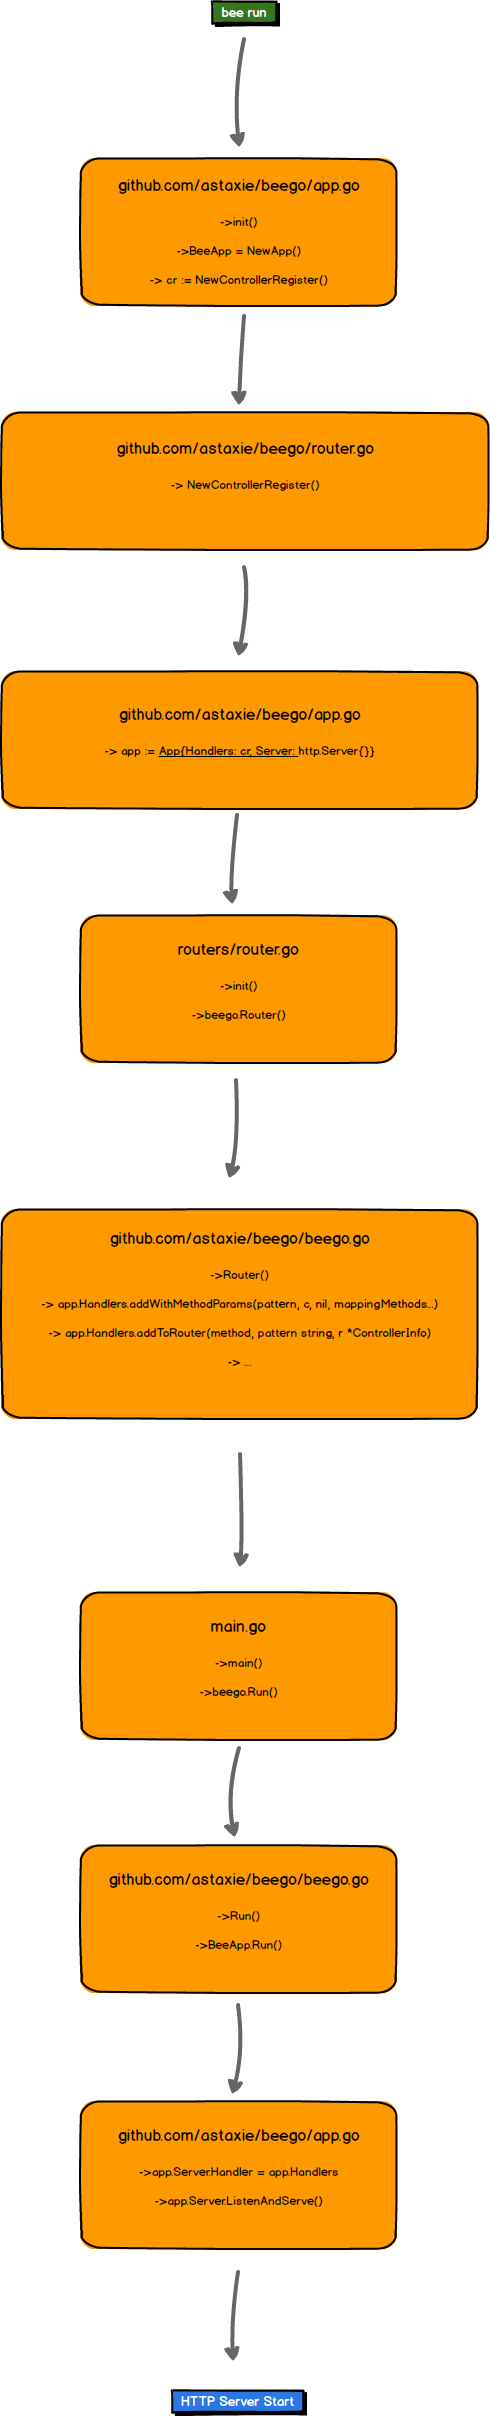 bee run
github.com/astaxie/beego/app.go
->init()
->BeeApp = NewApp()
-> cr := NewControllerRegister()
github.com/astaxie/beego/router.go
-> NewControllerRegister()
github.com/astaxie/beego/app.go
-> app := App{Handlers: cr, Server: http.Server{}}
routers/router.go
->init()
->beego.Router()
github.com/astaxie/beego/beego.go
->Router()
-> app.Handlers.addWithMethodParams(pattern, c, nil, mappingMethods...)
-> app.Handlers.addToRouter(method, pattern string, r *ControllerInfo)
-> ...
main.go
->main()
->beego.Run()
github.com/astaxie/beego/beego.go
->Run()
->BeeApp.Run()
github.com/astaxie/beego/app.go
->app.Server.Handler = app.Handlers
->app.Server.ListenAndServe()
HTTP Server Start